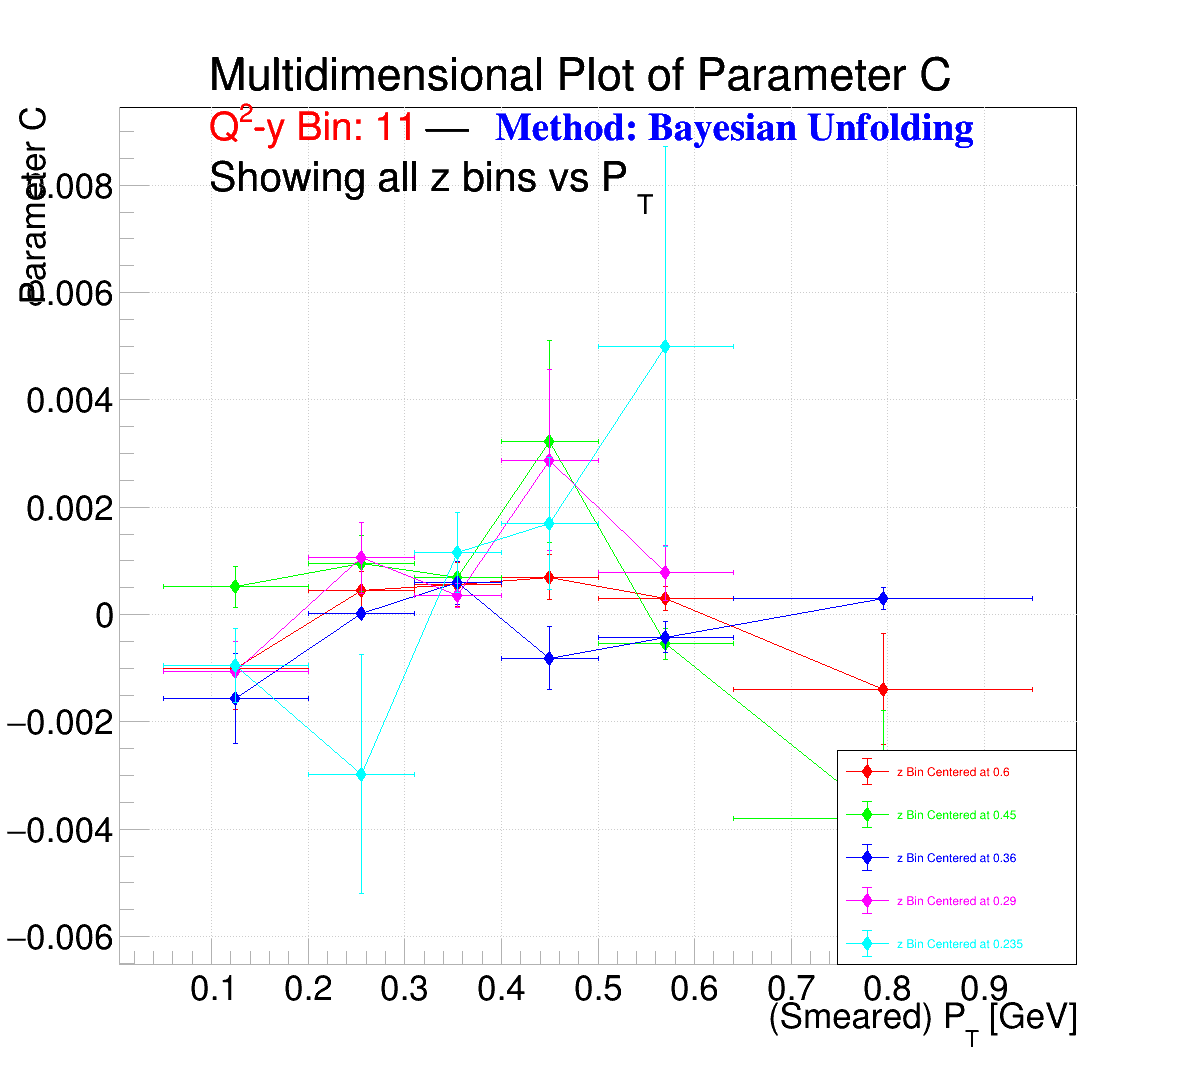 Multidimensional Plot of Parameter C
Q²-y Bin: 11 — Method: Bayesian Unfolding
Showing all z bins vs P_T
Parameter C
0.008
0.006
0.004
0.002
0
−0.002
−0.004
−0.006
z Bin Centered at 0.6
z Bin Centered at 0.45
z Bin Centered at 0.36
z Bin Centered at 0.29
z Bin Centered at 0.235
0.1 0.2 0.3 0.4 0.5 0.6 0.7 0.8 0.9
(Smeared) P_T [GeV]